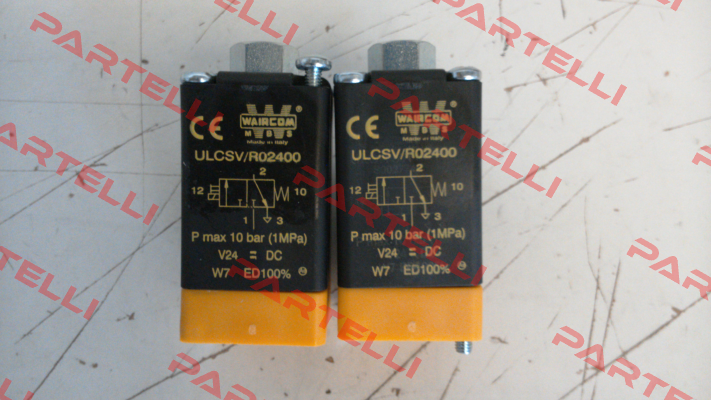 PARTELLI
PARTELLI
PARTELLI
PARTELLI
PARTELLI
PARTELLI
PARTELLI
CE
WAIRCOM
®
M B S
Made in Italy
ULCSV/R02400
2
12
10
1
3
P max 10 bar (1MPa)
V24 = DC
W7 ED100%
CE
WAIRCOM
®
M B S
Made in Italy
ULCSV/R02400
2
12
10
1
3
P max 10 bar (1MPa)
V24 = DC
W7 ED100%